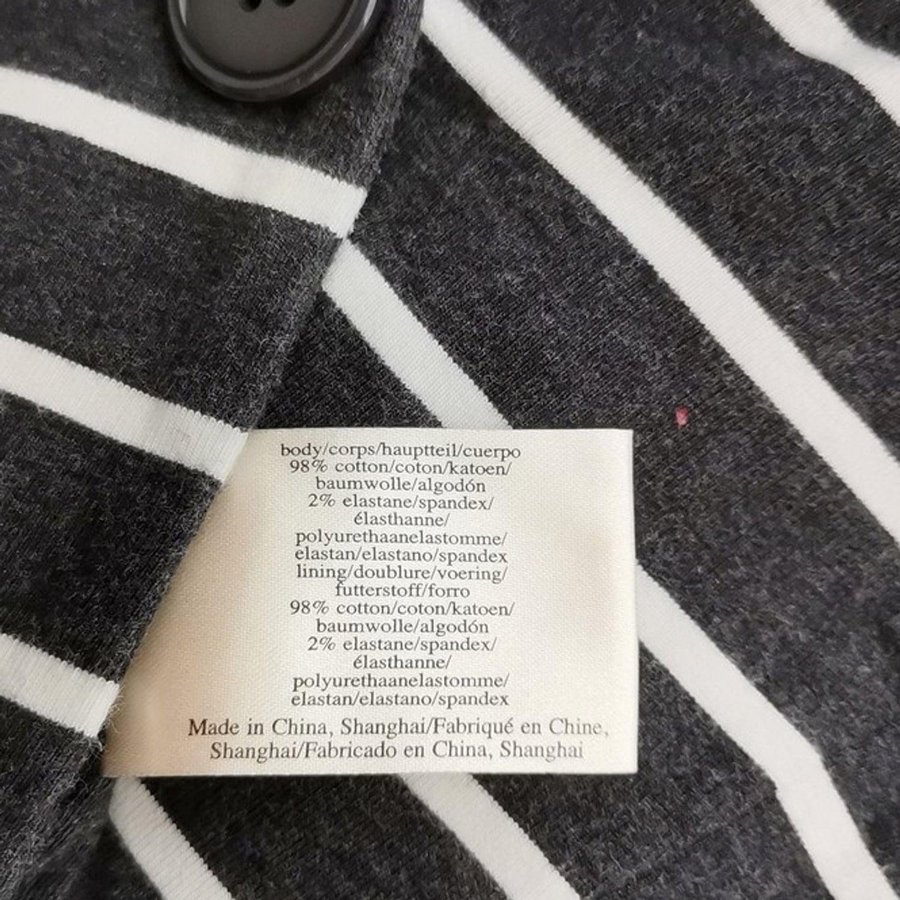 body/corps/hauptteil/cuerpo
98% cotton/coton/katoen/
baumwolle/algodón
2% elastane/spandex/
élasthanne/
polyurethaanelastomme/
elastan/elastano/spandex
lining/doublure/voering/
futterstoff/forro
98% cotton/coton/katoen/
baumwolle/algodón
2% elastane/spandex/
élasthanne/
polyurethaanelastomme/
elastan/elastano/spandex
Made in China, Shanghai/Fabriqué en Chine,
Shanghai/Fabricado en China, Shanghai